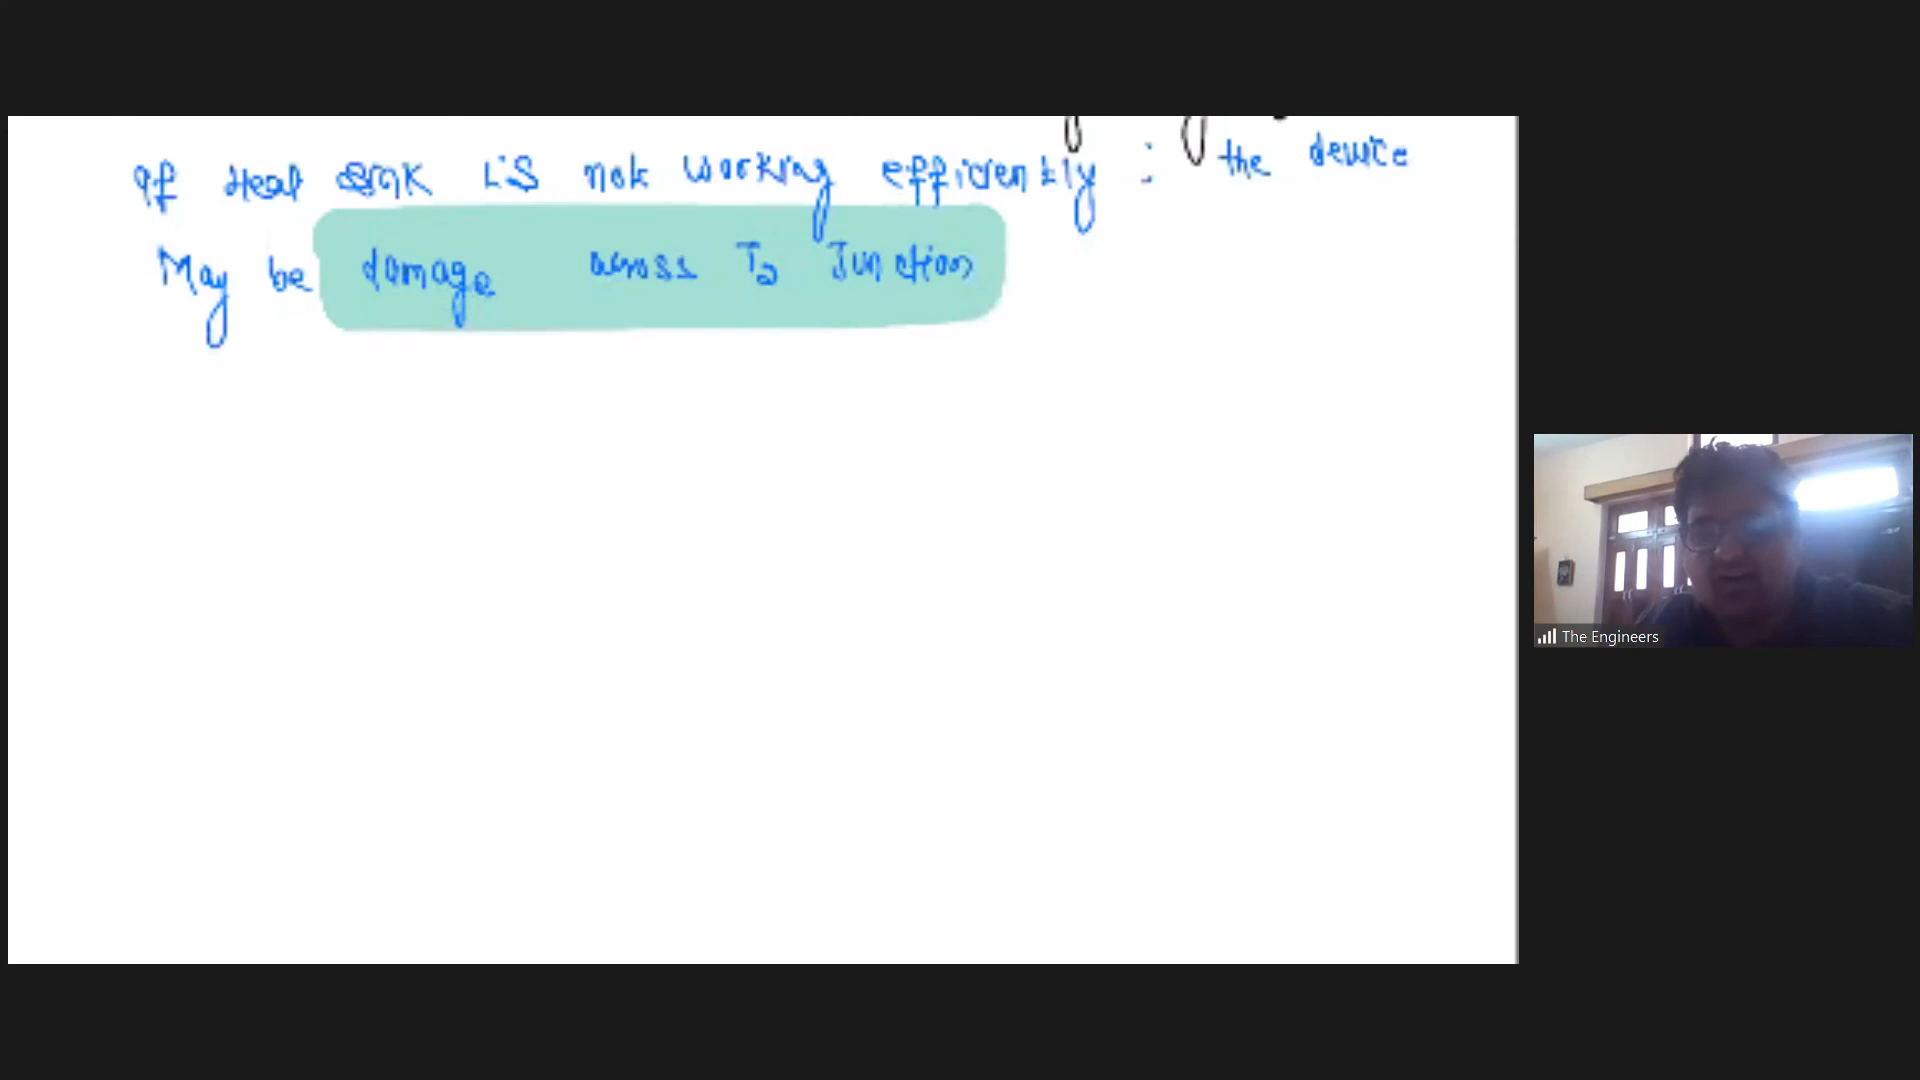 If Heat sink is not working efficiently : the device
May be damage across J2 Junction
The Engineers